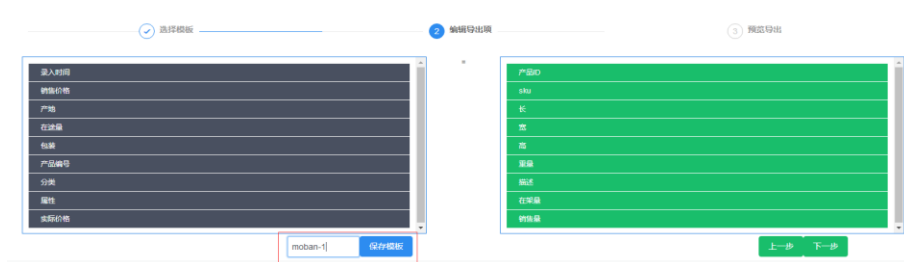 选择模板
2 编辑导出项
3 预览导出
录入时间
销售价格
产地
在途量
包装
产品编号
分类
属性
实际价格
moban-1 保存模板
产品ID
sku
长
宽
高
重量
描述
在架量
销售量
上一步 下一步